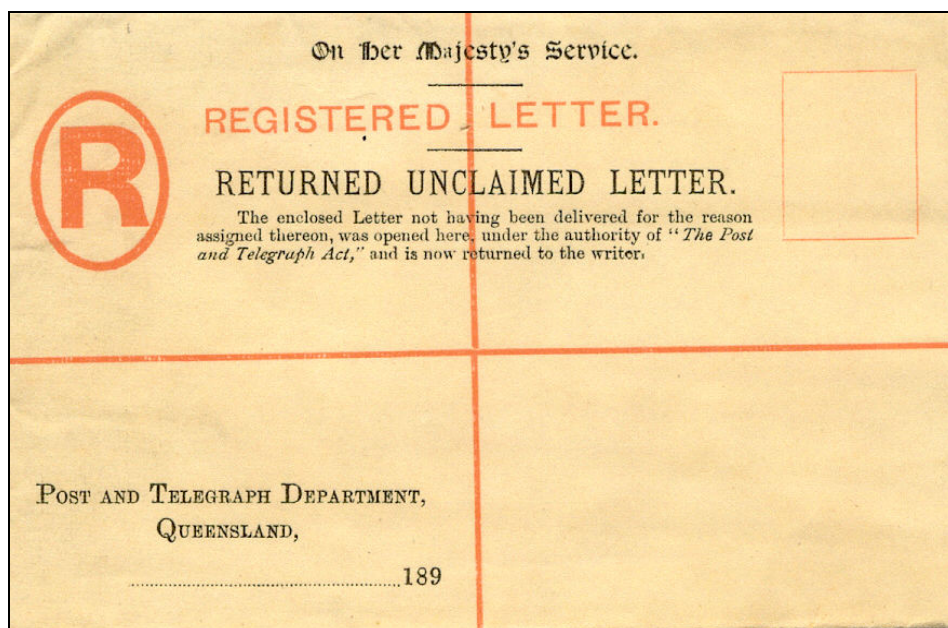 On Her Majesty's Service.
R
REGISTERED LETTER.
RETURNED UNCLAIMED LETTER.
The enclosed Letter not having been delivered for the reason
assigned thereon, was opened here, under the authority of "The Post
and Telegraph Act," and is now returned to the writer.
POST AND TELEGRAPH DEPARTMENT,
QUEENSLAND,
........................................189